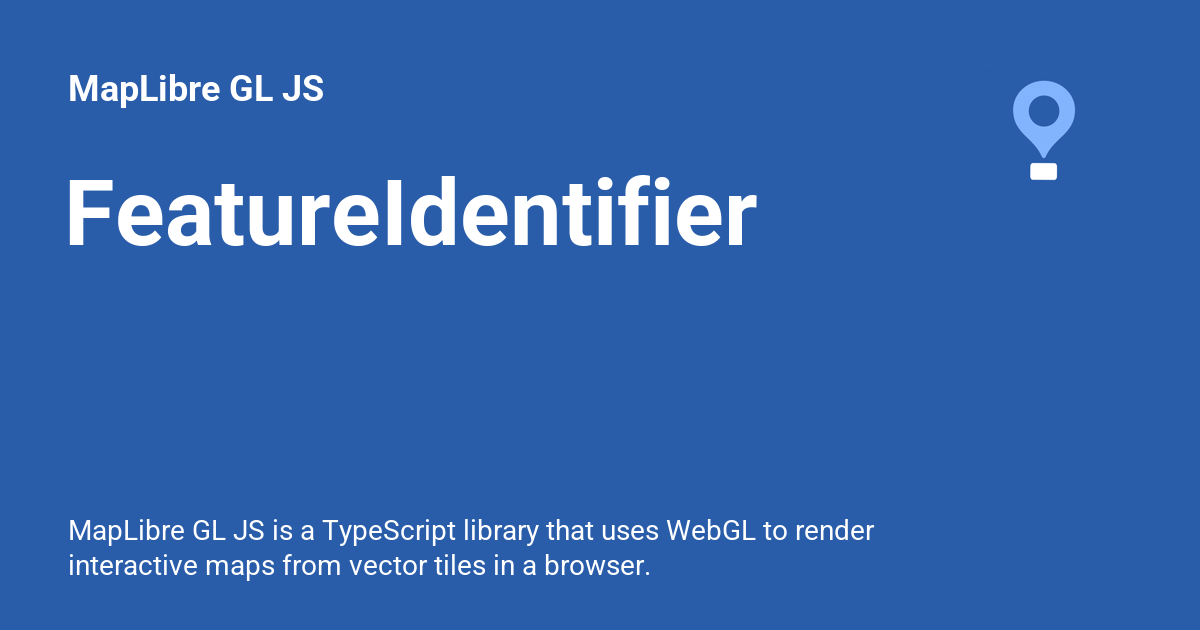 MapLibre GL JS
FeatureIdentifier
MapLibre GL JS is a TypeScript library that uses WebGL to render
interactive maps from vector tiles in a browser.